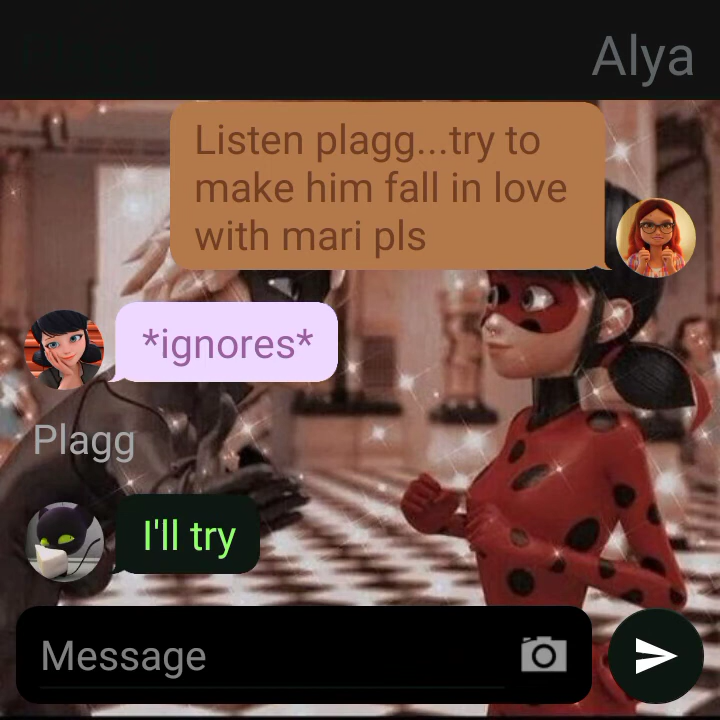 Alya
Listen plagg...try to
make him fall in love
with mari pls
*ignores*
Plagg
I'll try
Message